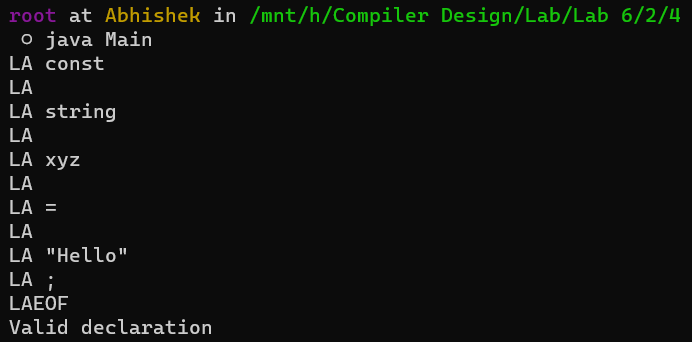 root at Abhishek in /mnt/h/Compiler Design/Lab/Lab 6/2/4
○ java Main
LA const
LA
LA string
LA
LA xyz
LA
LA =
LA
LA "Hello"
LA ;
LAEOF
Valid declaration